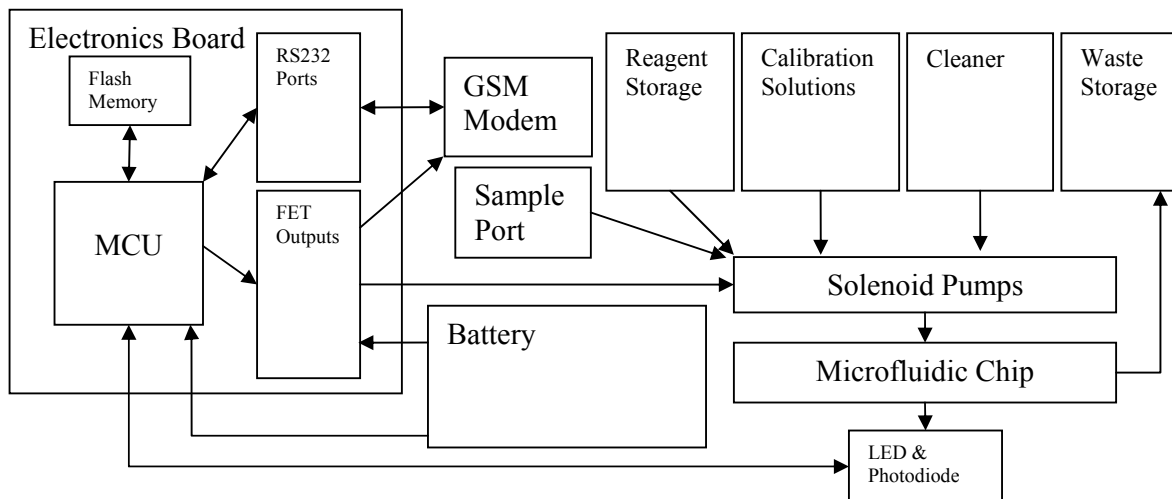 Electronics Board
Flash
Memory
RS232
Ports
MCU
FET
Outputs
GSM
Modem
Sample
Port
Battery
Reagent
Storage
Calibration
Solutions
Cleaner
Waste
Storage
Solenoid Pumps
Microfluidic Chip
LED &
Photodiode